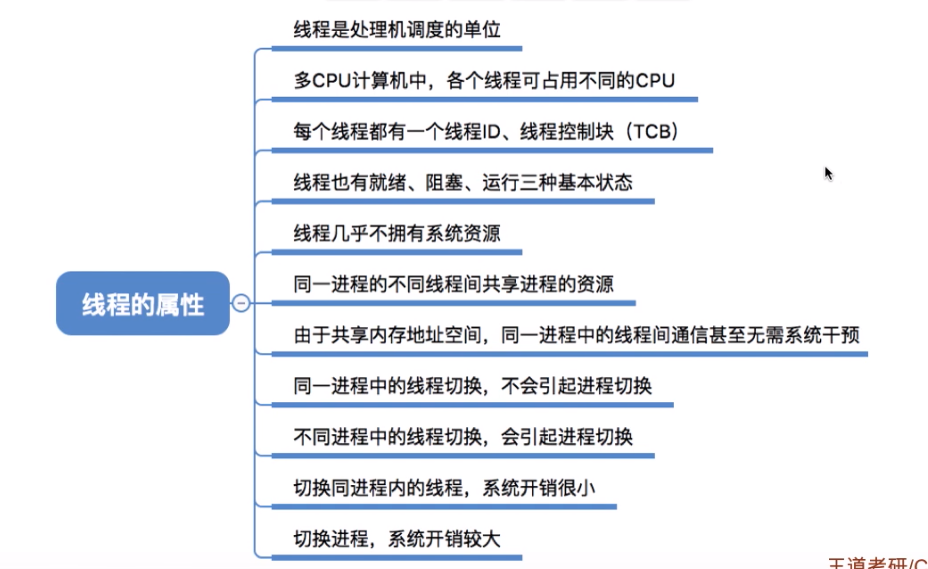 线程是处理机调度的单位
多CPU计算机中，各个线程可占用不同的CPU
每个线程都有一个线程ID、线程控制块（TCB）
线程也有就绪、阻塞、运行三种基本状态
线程几乎不拥有系统资源
线程的属性
同一进程的不同线程间共享进程的资源
由于共享内存地址空间，同一进程中的线程间通信甚至无需系统干预
同一进程中的线程切换，不会引起进程切换
不同进程中的线程切换，会引起进程切换
切换同进程内的线程，系统开销很小
切换进程，系统开销较大
王道考研/C